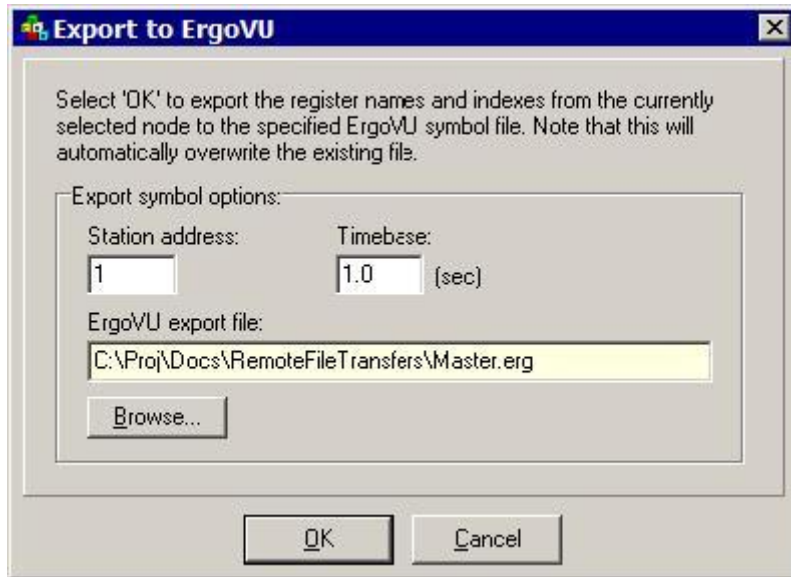 Export to ErgoVU
Select 'OK' to export the register names and indexes from the currently
selected node to the specified ErgoVU symbol file. Note that this will
automatically overwrite the existing file.
Export symbol options:
Station address: Timebase:
1 1.0 (sec)
ErgoVU export file:
C:\Proj\Docs\RemoteFileTransfers\Master.erg
Browse...
OK Cancel